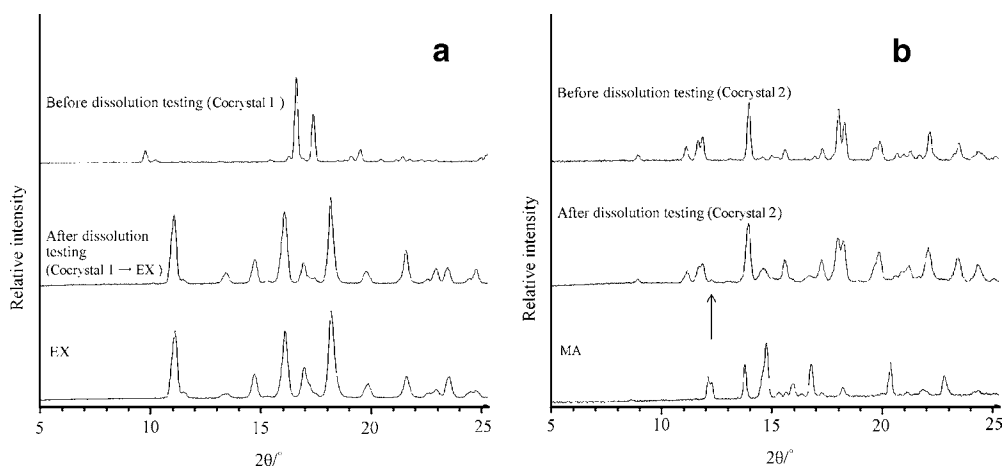 a
Relative intensity
Before dissolution testing (Cocrystal 1)
After dissolution
testing
(Cocrystal 1 → EX)
EX
5 10 15 20 25
2θ/°
b
Relative intensity
Before dissolution testing (Cocrystal 2)
After dissolution testing (Cocrystal 2)
MA
5 10 15 20 25
2θ/°